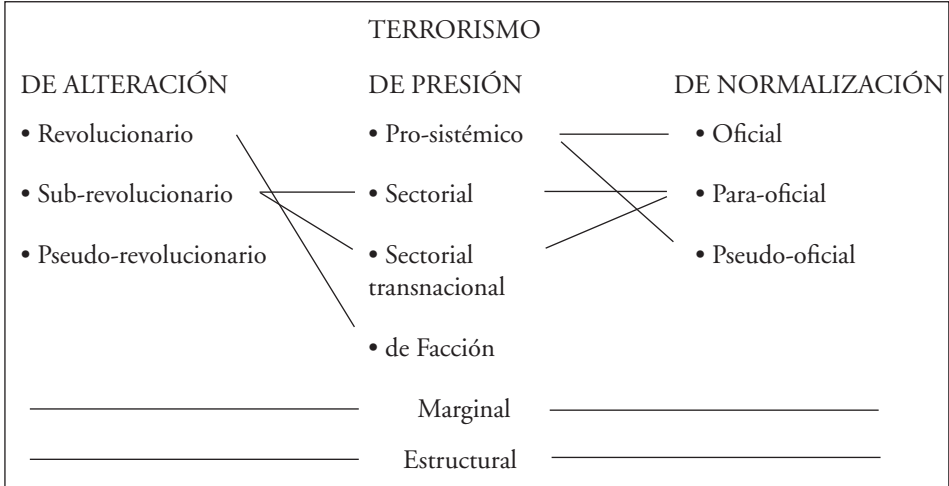 TERRORISMO
DE ALTERACIÓN DE PRESIÓN DE NORMALIZACIÓN
• Revolucionario • Pro-sistémico • Oficial
• Sub-revolucionario • Sectorial • Para-oficial
• Pseudo-revolucionario • Sectorial • Pseudo-oficial
transnacional
• de Facción
Marginal
Estructural